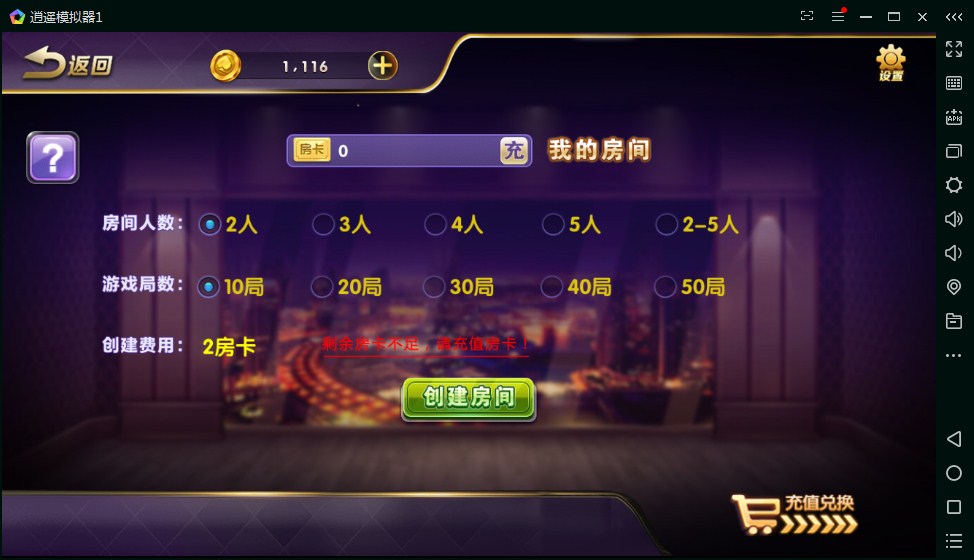 逍遥模拟器1
返回
1,116
设置
?
房卡 0 充 我的房间
房间人数： 2人 3人 4人 5人 2-5人
游戏局数： 10局 20局 30局 40局 50局
创建费用： 2房卡 剩余房卡不足，请充值房卡！
创建房间
充值兑换
APK